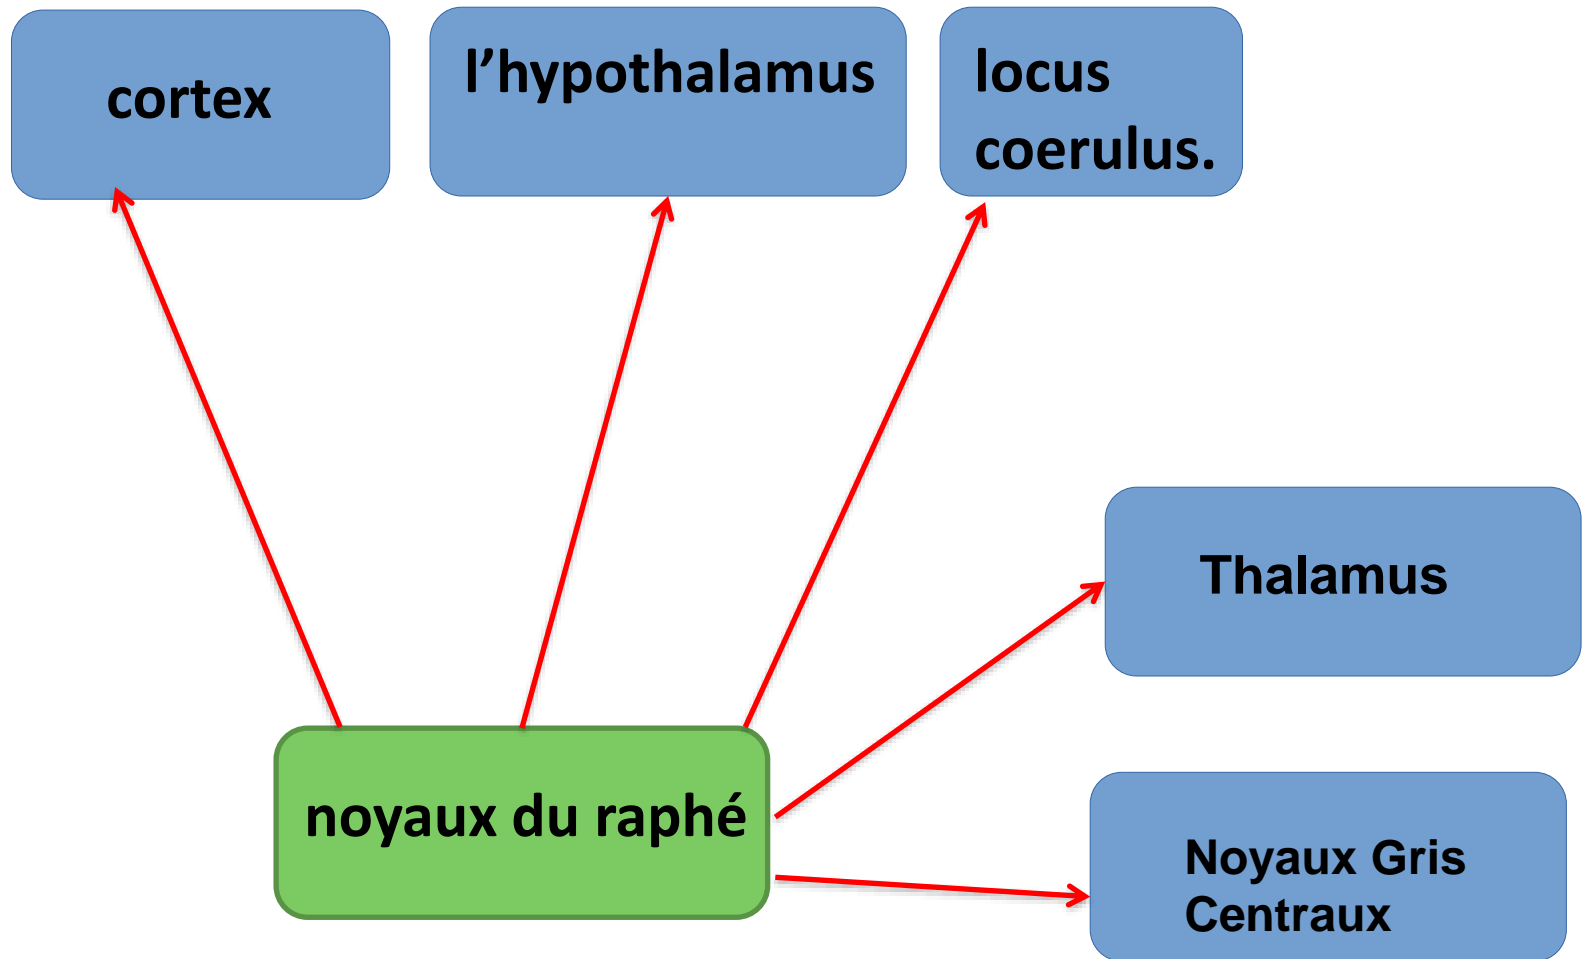 cortex
l’hypothalamus
locus
coerulus.
Thalamus
noyaux du raphé
Noyaux Gris
Centraux